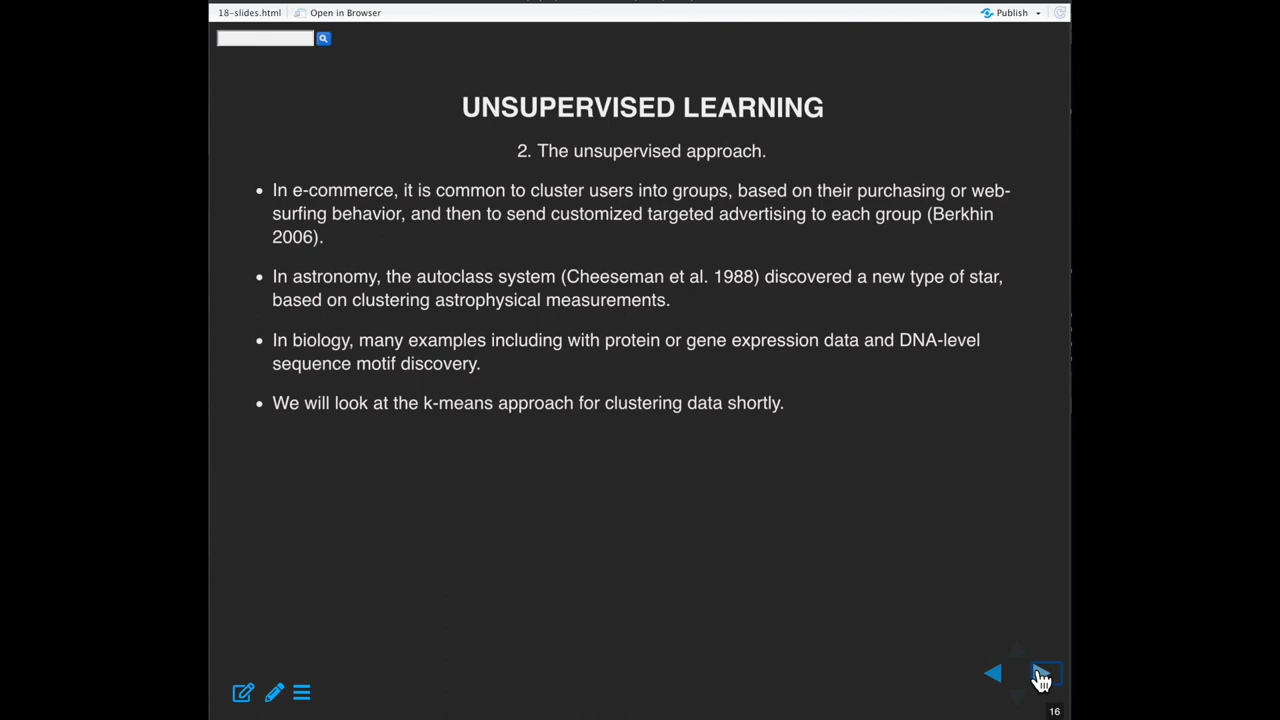 18-slides.html Open in Browser Publish
UNSUPERVISED LEARNING
2. The unsupervised approach.
• In e-commerce, it is common to cluster users into groups, based on their purchasing or web-
surfing behavior, and then to send customized targeted advertising to each group (Berkhin
2006).
• In astronomy, the autoclass system (Cheeseman et al. 1988) discovered a new type of star,
based on clustering astrophysical measurements.
• In biology, many examples including with protein or gene expression data and DNA-level
sequence motif discovery.
• We will look at the k-means approach for clustering data shortly.
16